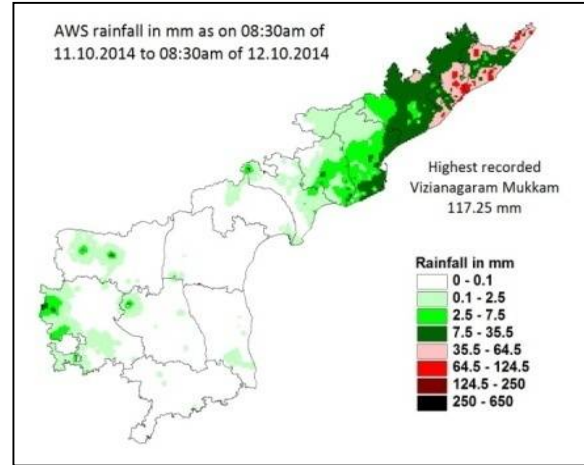 AWS rainfall in mm as on 08:30am of
11.10.2014 to 08:30am of 12.10.2014
Highest recorded
Vizianagaram Mukkam
117.25 mm
Rainfall in mm
0 - 0.1
0.1 - 2.5
2.5 - 7.5
7.5 - 35.5
35.5 - 64.5
64.5 - 124.5
124.5 - 250
250 - 650